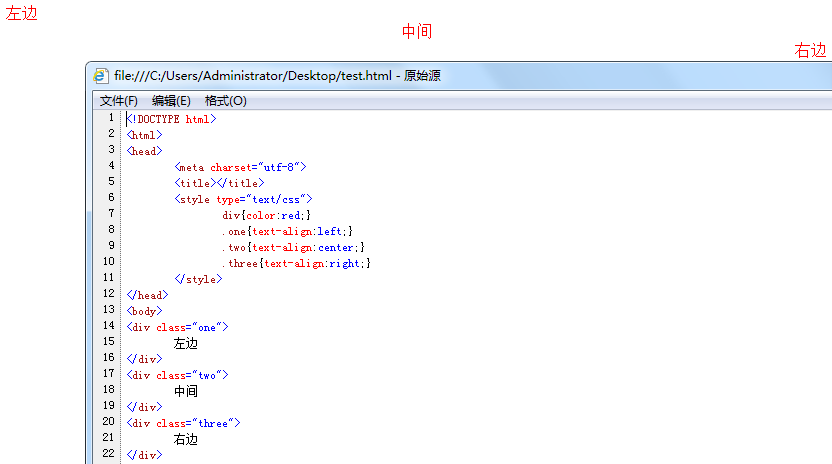 左边
中间
右边
file:///C:/Users/Administrator/Desktop/test.html - 原始源
文件(F) 编辑(E) 格式(O)
1 <!DOCTYPE html>
2 <html>
3 <head>
4 <meta charset="utf-8">
5 <title></title>
6 <style type="text/css">
7 div{color:red;}
8 .one{text-align:left;}
9 .two{text-align:center;}
10 .three{text-align:right;}
11 </style>
12 </head>
13 <body>
14 <div class="one">
15 左边
16 </div>
17 <div class="two">
18 中间
19 </div>
20 <div class="three">
21 右边
22 </div>